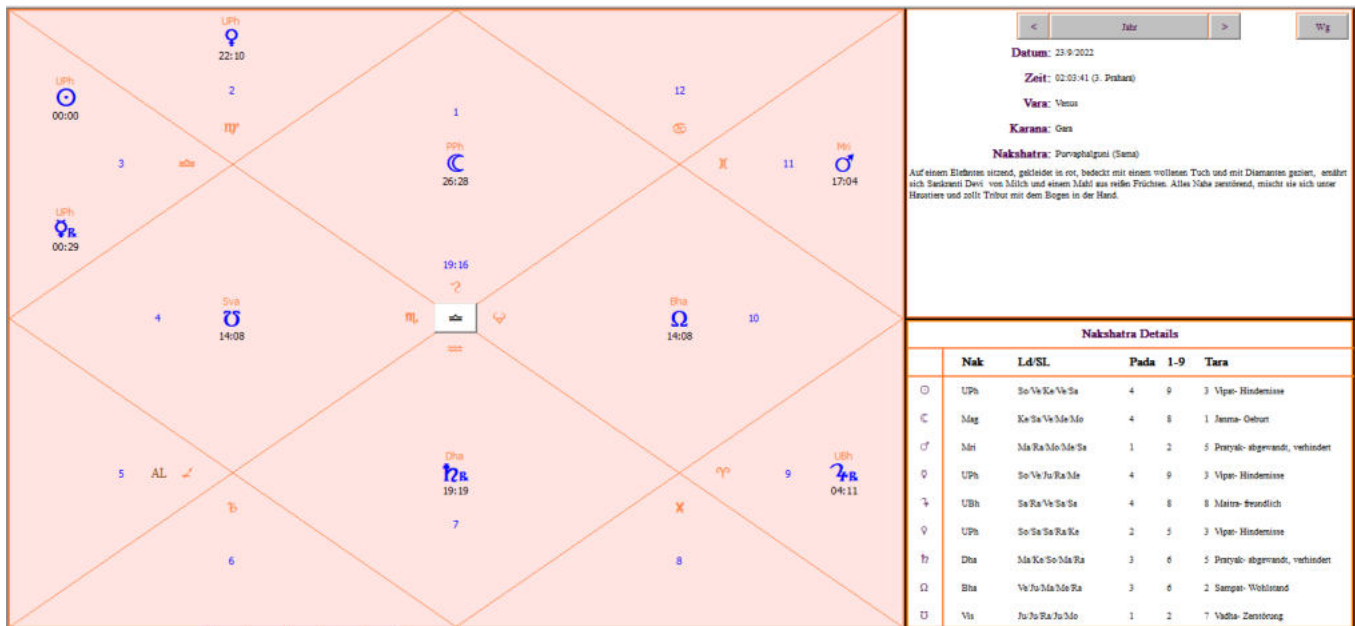 UPh
22:10
2
UPh
00:00
3
UPh
00:29
1
PPh
26:28
19:16
12
11
Mri
17:04
4
Sva
14:08
Bha
14:08
10
5 AL
6
Dha
19:19
7
9
UBh
04:11
8
< Jahr > Wg
Datum: 23/9/2022
Zeit: 02:03:41 (3. Prahara)
Vara: Venus
Karana: Gara
Nakshatra: Purvaphalguni (Sama)
Auf einem Elefanten sitzend, gekleidet in rot, bedeckt mit einem wollenen Tuch und mit Diamanten geziert, ernährt
sich Sankranti Devi von Milch und einem Mahl aus reifen Früchten. Alles Nahe zerstörend, mischt sie sich unter
Haustiere und zollt Tribut mit dem Bogen in der Hand.
Nakshatra Details
Nak Ld/SL Pada 1-9 Tara
☉ UPh So/Ve/Ke/Ve/Sa 4 9 3 Vipat- Hindernisse
☾ Mag Ke/Sa/Ve/Me/Mo 4 8 1 Janma- Geburt
♂ Mri Ma/Ra/Mo/Me/Sa 1 2 5 Pratyak- abgewandt, verhindert
☿ UPh So/Ve/Ju/Ra/Me 4 9 3 Vipat- Hindernisse
♃ UBh Sa/Ra/Ve/Sa/Sa 4 8 8 Maitra- freundlich
♀ UPh So/Sa/Sa/Ra/Ke 2 5 3 Vipat- Hindernisse
♄ Dha Ma/Ke/So/Ma/Ra 3 6 5 Pratyak- abgewandt, verhindert
☊ Bha Ve/Ju/Ma/Me/Ra 3 6 2 Sampat- Wohlstand
☋ Vis Ju/Ju/Ra/Ju/Mo 1 2 7 Vadha- Zerstörung